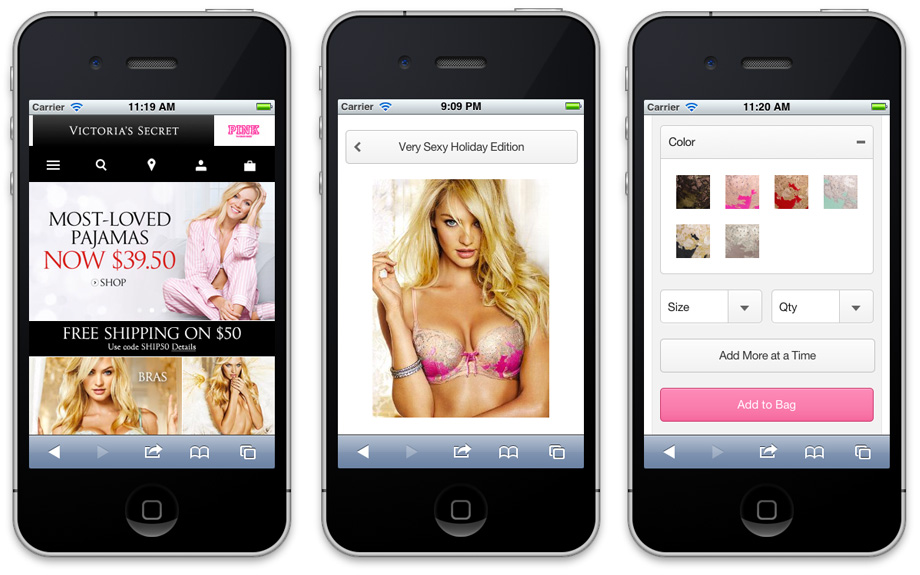 Carrier 11:19 AM
VICTORIA'S SECRET
PINK
MOST-LOVED
PAJAMAS
NOW $39.50
SHOP
FREE SHIPPING ON $50
Use code SHIP50 Details
BRAS
Carrier 9:09 PM
Very Sexy Holiday Edition
Carrier 11:20 AM
Color
Size
Qty
Add More at a Time
Add to Bag